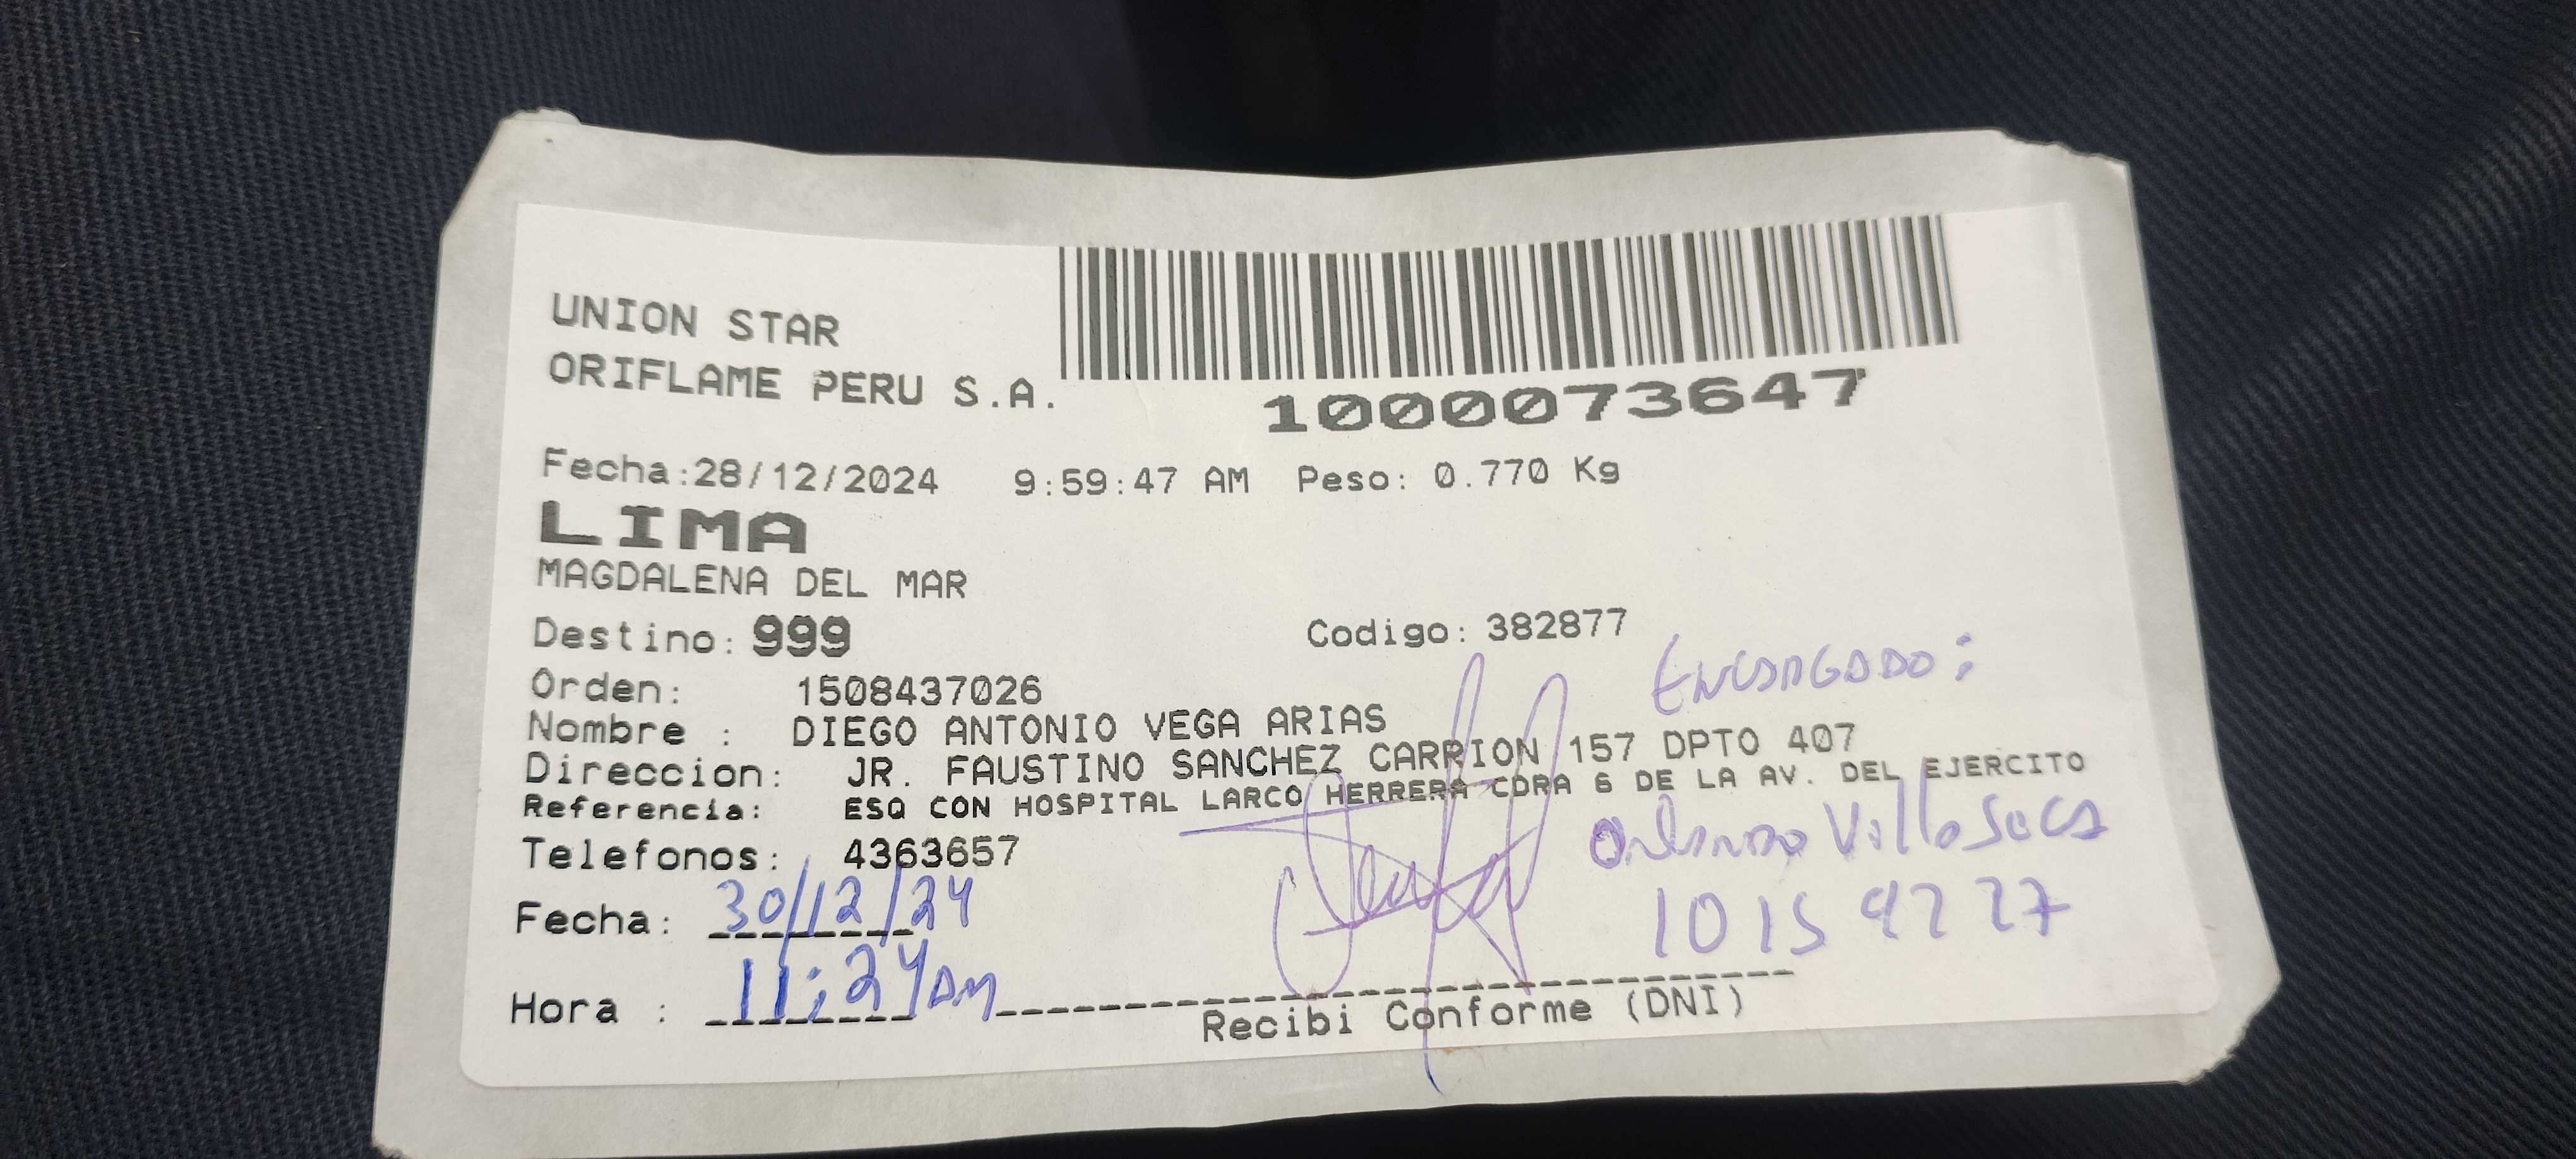 UNION STAR
ORIFLAME PERU S.A.
1000073647
Fecha:28/12/2024 9:59:47 AM Peso: 0.770 Kg
LIMA
MAGDALENA DEL MAR
Destino: 999 Codigo: 382877
Encargado:
Orden: 1508437026
Nombre : DIEGO ANTONIO VEGA ARIAS
Direccion: JR. FAUSTINO SANCHEZ CARRION 157 DPTO 407
Referencia: ESQ CON HOSPITAL LARCO HERRERA CDRA 6 DE LA AV. DEL EJERCITO
Telefonos: 4363657
Fecha: 30/12/24
Hora : 11:24am
Recibi Conforme (DNI)